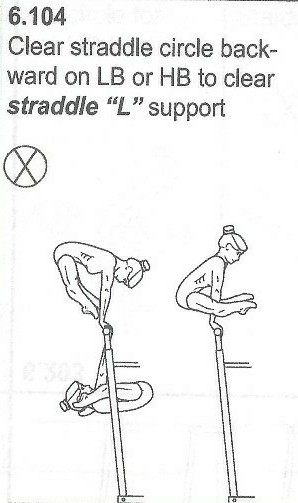 6.104
Clear straddle circle back-
ward on LB or HB to clear
straddle "L" support